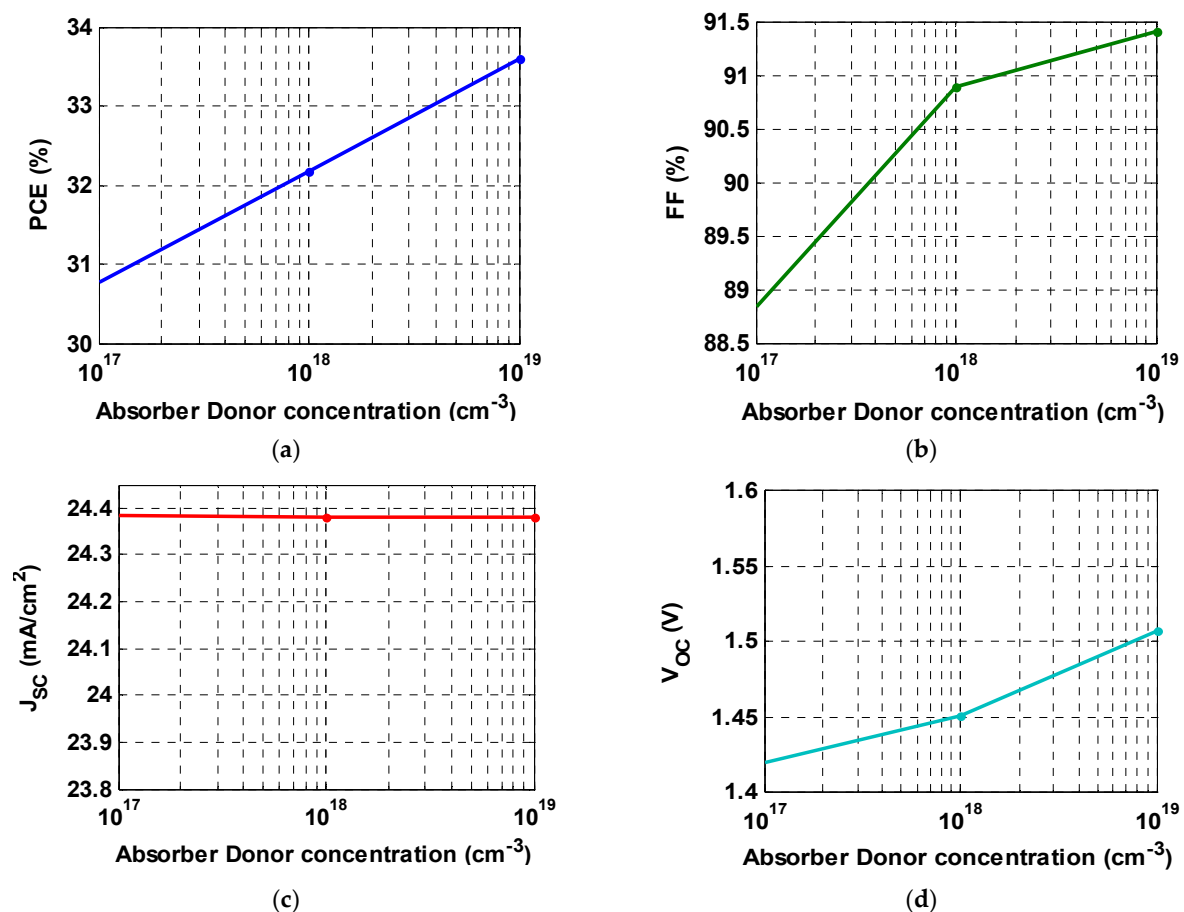 34
33
32
31
30
PCE (%)
10^17 10^18 10^19
Absorber Donor concentration (cm^-3)
(a)
91.5
91
90.5
90
89.5
89
88.5
FF (%)
10^17 10^18 10^19
Absorber Donor concentration (cm^-3)
(b)
24.4
24.3
24.2
24.1
24
23.9
23.8
J_SC (mA/cm^2)
10^17 10^18 10^19
Absorber Donor concentration (cm^-3)
(c)
1.6
1.55
1.5
1.45
1.4
V_OC (V)
10^17 10^18 10^19
Absorber Donor concentration (cm^-3)
(d)